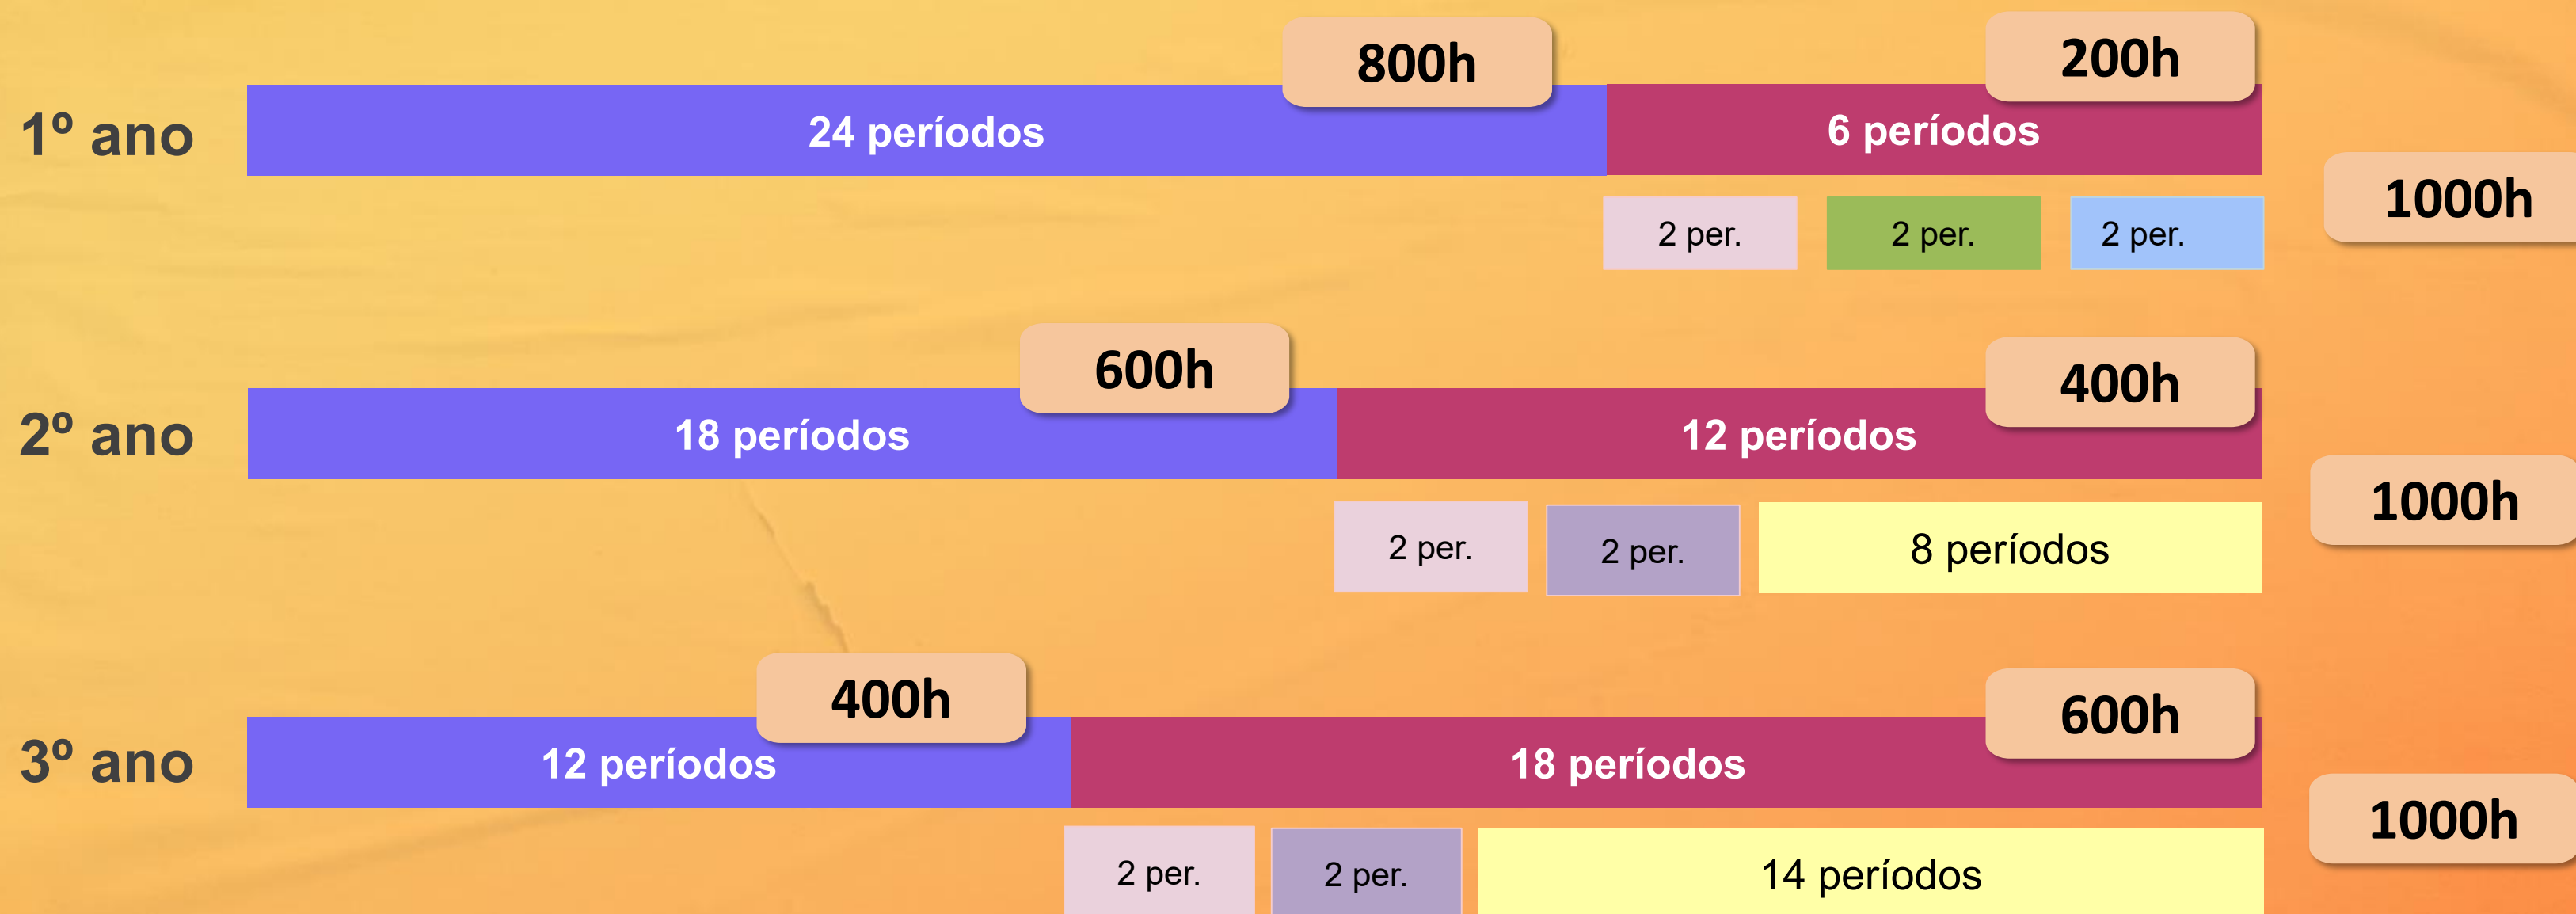 800h
200h
1º ano
24 períodos
6 períodos
1000h
2 per.
2 per.
2 per.
600h
400h
2º ano
18 períodos
12 períodos
1000h
2 per.
2 per.
8 períodos
400h
600h
3º ano
12 períodos
18 períodos
1000h
2 per.
2 per.
14 períodos